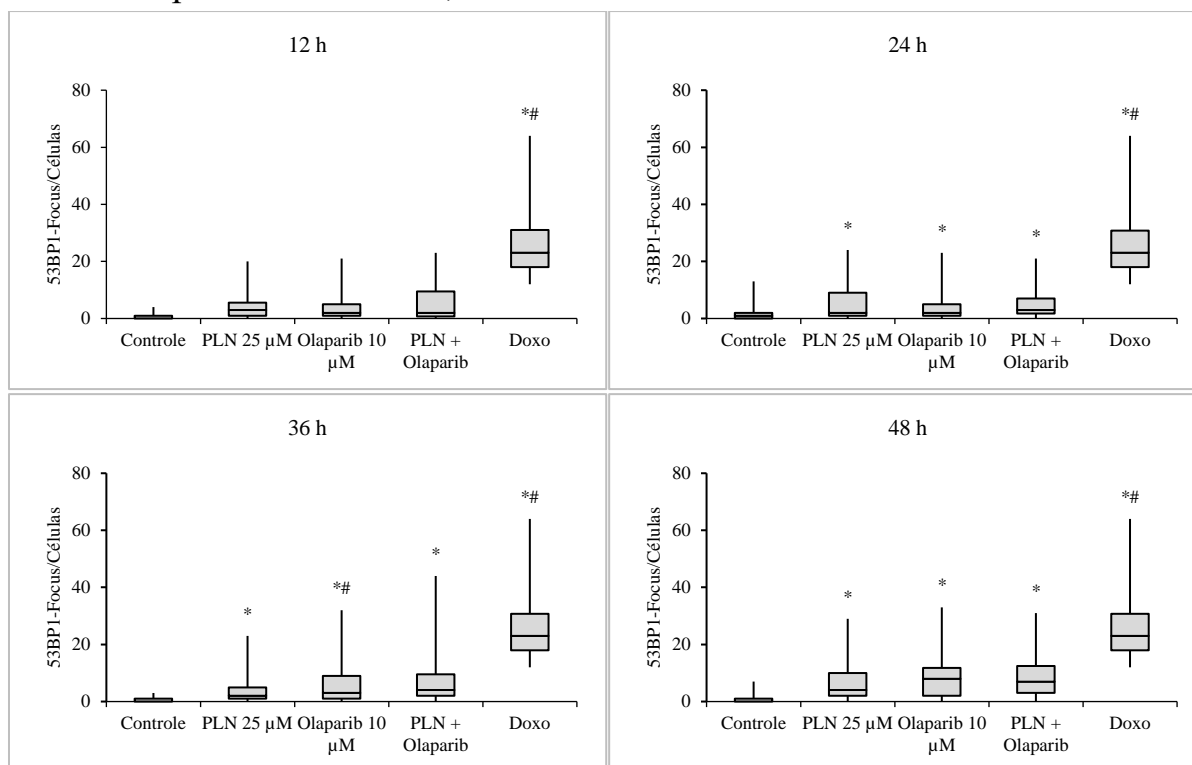 12 h
53BP1-Focus/Células
80
60
40
20
0
*#
Controle
PLN 25 µM
Olaparib 10
µM
PLN +
Olaparib
Doxo
24 h
53BP1-Focus/Células
80
60
40
20
0
*
*
*
*#
Controle
PLN 25 µM
Olaparib 10
µM
PLN +
Olaparib
Doxo
36 h
53BP1-Focus/Células
80
60
40
20
0
*
*#
*
*#
Controle
PLN 25 µM
Olaparib 10
µM
PLN +
Olaparib
Doxo
48 h
53BP1-Focus/Células
80
60
40
20
0
*
*
*
*#
Controle
PLN 25 µM
Olaparib 10
µM
PLN +
Olaparib
Doxo